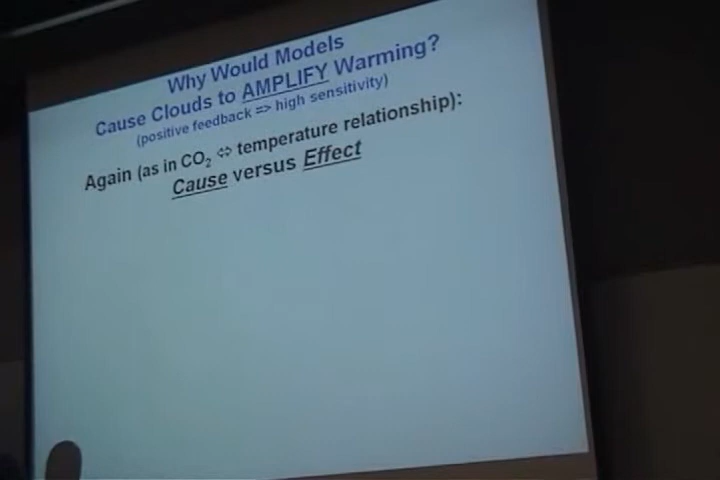 Why Would Models
Cause Clouds to AMPLIFY Warming?
(positive feedback => high sensitivity)
Again (as in CO₂ ⇔ temperature relationship):
Cause versus Effect